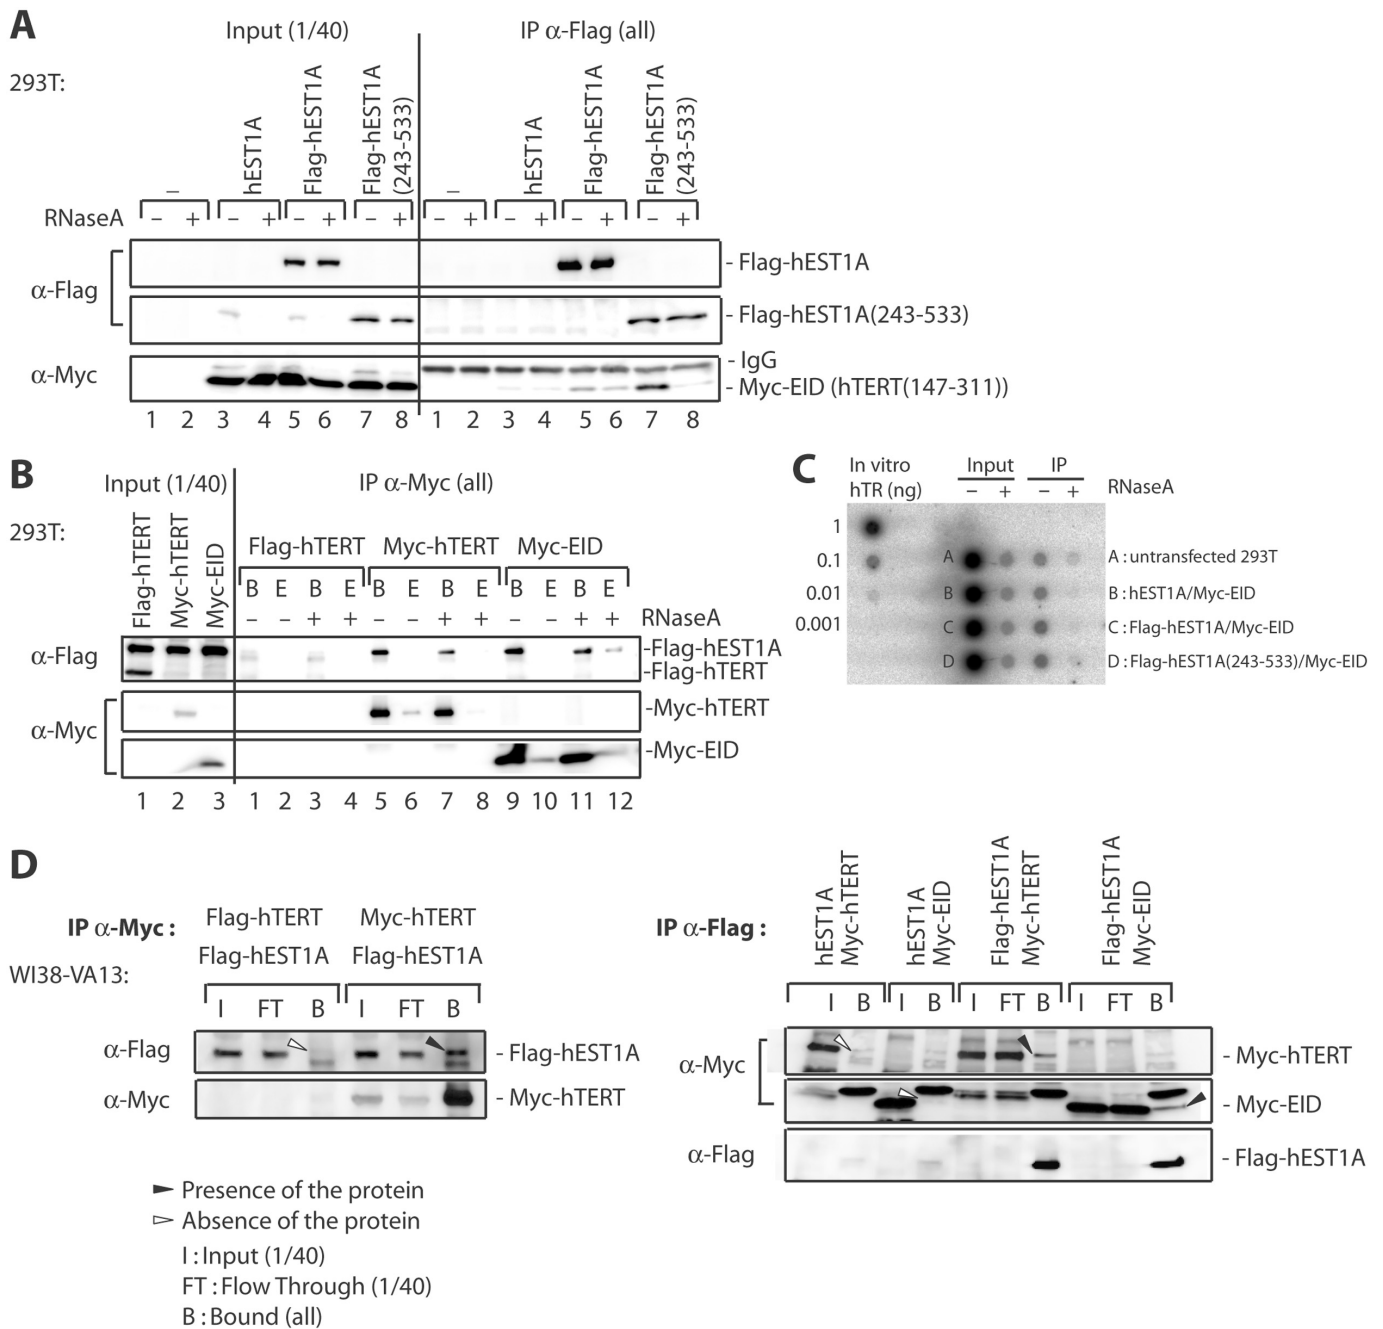 A
Input (1/40)
IP α-Flag (all)
293T:
–
hEST1A
Flag-hEST1A
Flag-hEST1A
(243-533)
–
hEST1A
Flag-hEST1A
Flag-hEST1A
(243-533)
RNaseA – + – + – + – + – + – + – + – +
α-Flag
- Flag-hEST1A
- Flag-hEST1A(243-533)
α-Myc
- IgG
- Myc-EID (hTERT(147-311))
1 2 3 4 5 6 7 8 1 2 3 4 5 6 7 8
B
Input (1/40)
IP α-Myc (all)
293T:
Flag-hTERT
Myc-hTERT
Myc-EID
Flag-hTERT Myc-hTERT Myc-EID
B E B E B E B E B E B E
– – + + – – + + – – + + RNaseA
α-Flag
-Flag-hEST1A
-Flag-hTERT
α-Myc
-Myc-hTERT
-Myc-EID
1 2 3 1 2 3 4 5 6 7 8 9 10 11 12
C
In vitro
hTR (ng)
Input IP
– + – + RNaseA
1
0.1 A A : untransfected 293T
0.01 B B : hEST1A/Myc-EID
0.001 C C : Flag-hEST1A/Myc-EID
D D : Flag-hEST1A(243-533)/Myc-EID
D
IP α-Myc :
Flag-hTERT Myc-hTERT
Flag-hEST1A Flag-hEST1A
WI38-VA13:
I FT B I FT B
α-Flag - Flag-hEST1A
α-Myc - Myc-hTERT
IP α-Flag :
hEST1A
Myc-hTERT
hEST1A
Myc-EID
Flag-hEST1A
Myc-hTERT
Flag-hEST1A
Myc-EID
I B I B I FT B I FT B
α-Myc
- Myc-hTERT
- Myc-EID
α-Flag - Flag-hEST1A
Presence of the protein
Absence of the protein
I : Input (1/40)
FT : Flow Through (1/40)
B : Bound (all)